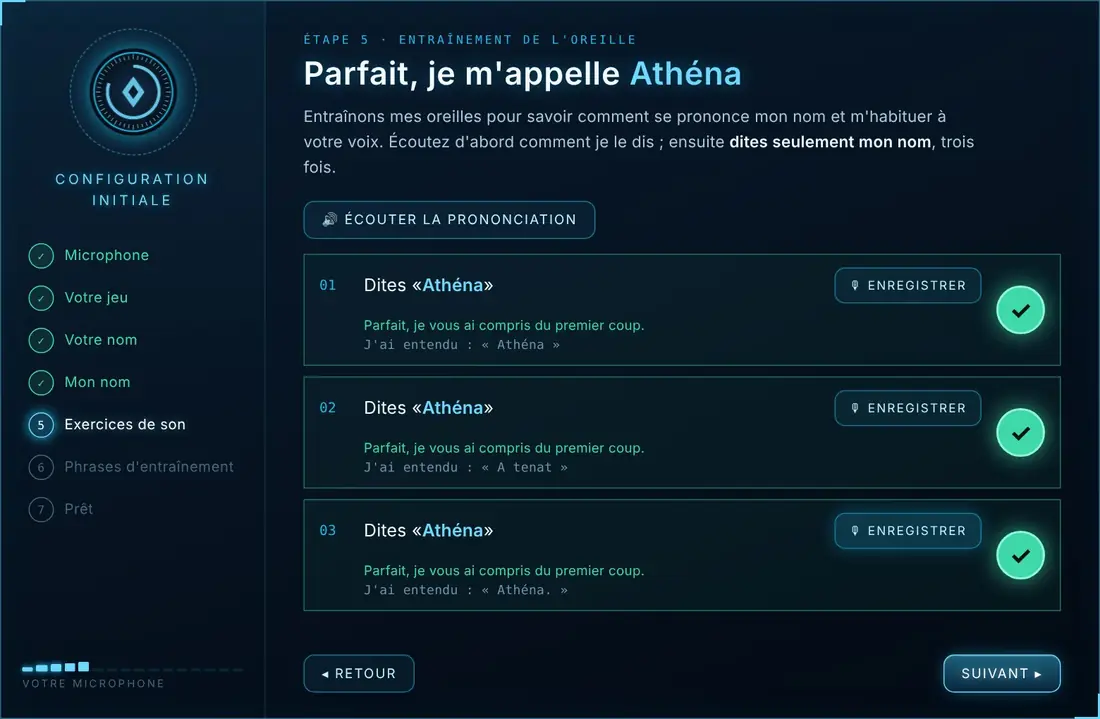 CONFIGURATION
INITIALE
✓ Microphone
✓ Votre jeu
✓ Votre nom
✓ Mon nom
5 Exercices de son
6 Phrases d'entraînement
7 Prêt
VOTRE MICROPHONE
ÉTAPE 5 · ENTRAÎNEMENT DE L'OREILLE
Parfait, je m'appelle Athéna
Entraînons mes oreilles pour savoir comment se prononce mon nom et m'habituer à
votre voix. Écoutez d'abord comment je le dis ; ensuite dites seulement mon nom, trois
fois.
🔊 ÉCOUTER LA PRONONCIATION
01 Dites «Athéna» 🎙 ENREGISTRER ✓
Parfait, je vous ai compris du premier coup.
J'ai entendu : « Athéna »
02 Dites «Athéna» 🎙 ENREGISTRER ✓
Parfait, je vous ai compris du premier coup.
J'ai entendu : « A tenat »
03 Dites «Athéna» 🎙 ENREGISTRER ✓
Parfait, je vous ai compris du premier coup.
J'ai entendu : « Athéna. »
◂ RETOUR
SUIVANT ▸